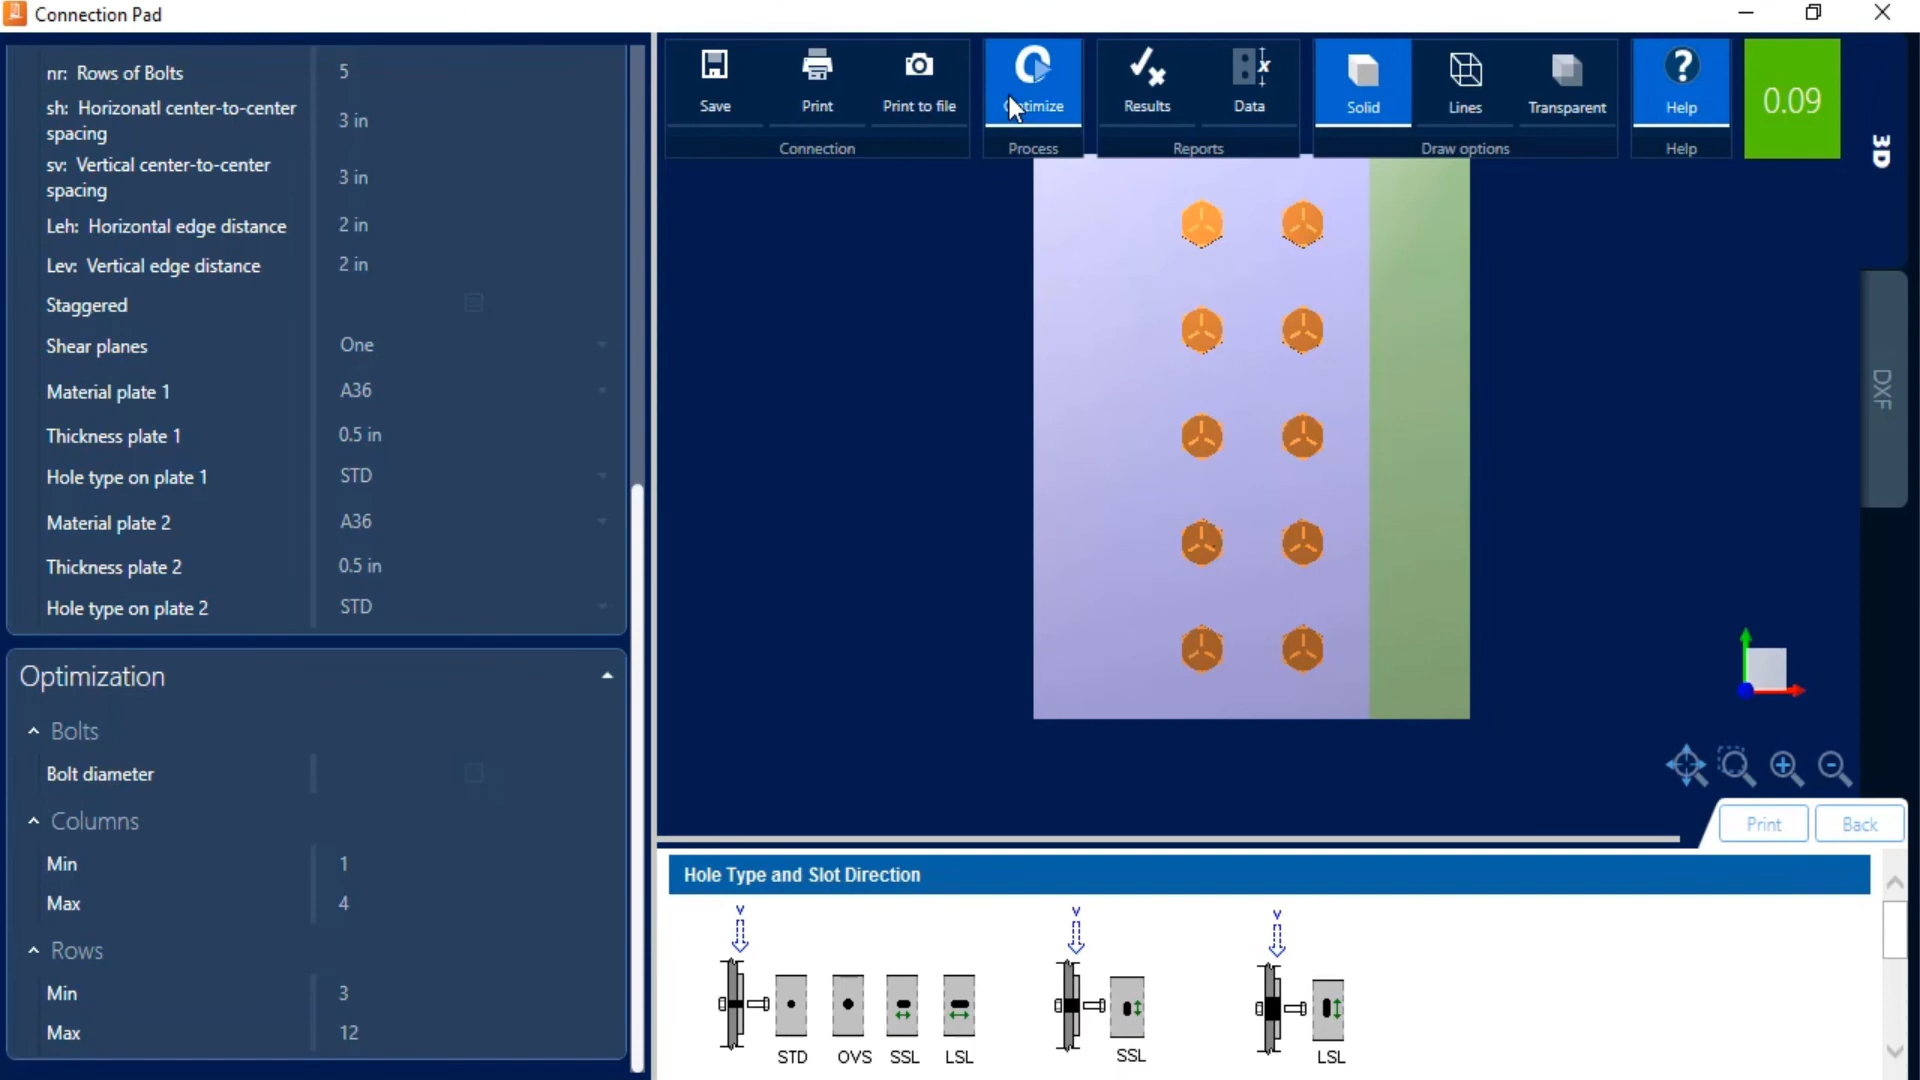 Connection Pad
nr: Rows of Bolts 5
sh: Horizonatl center-to-center spacing 3 in
sv: Vertical center-to-center spacing 3 in
Leh: Horizontal edge distance 2 in
Lev: Vertical edge distance 2 in
Staggered
Shear planes One
Material plate 1 A36
Thickness plate 1 0.5 in
Hole type on plate 1 STD
Material plate 2 A36
Thickness plate 2 0.5 in
Hole type on plate 2 STD
Optimization
Bolts
Bolt diameter
Columns
Min 1
Max 4
Rows
Min 3
Max 12
Save Print Print to file
Connection
Optimize
Process
Results Data
Reports
Solid Lines Transparent
Draw options
Help
Help
0.09
3D
DXF
Print Back
Hole Type and Slot Direction
V V V
STD OVS SSL LSL SSL LSL